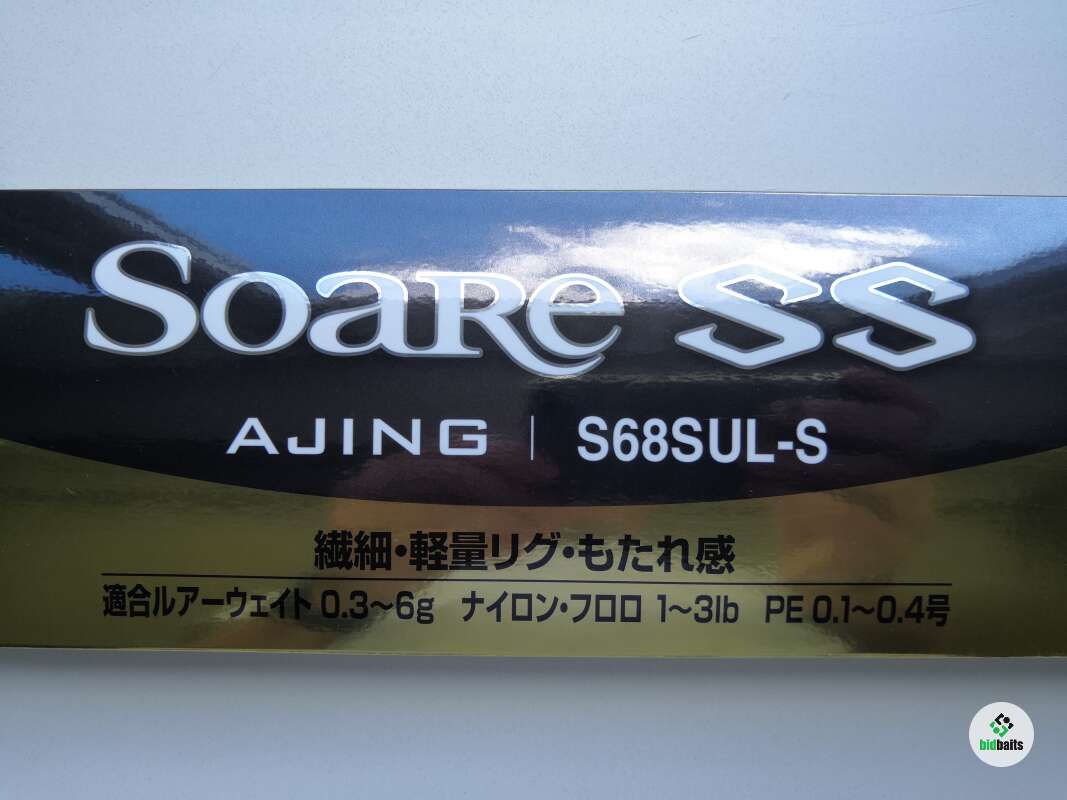 Soare SS
AJING | S68SUL-S
繊細・軽量リグ・もたれ感
適合ルアーウェイト 0.3～6g ナイロン・フロロ 1～3lb PE 0.1～0.4号
bidbaits